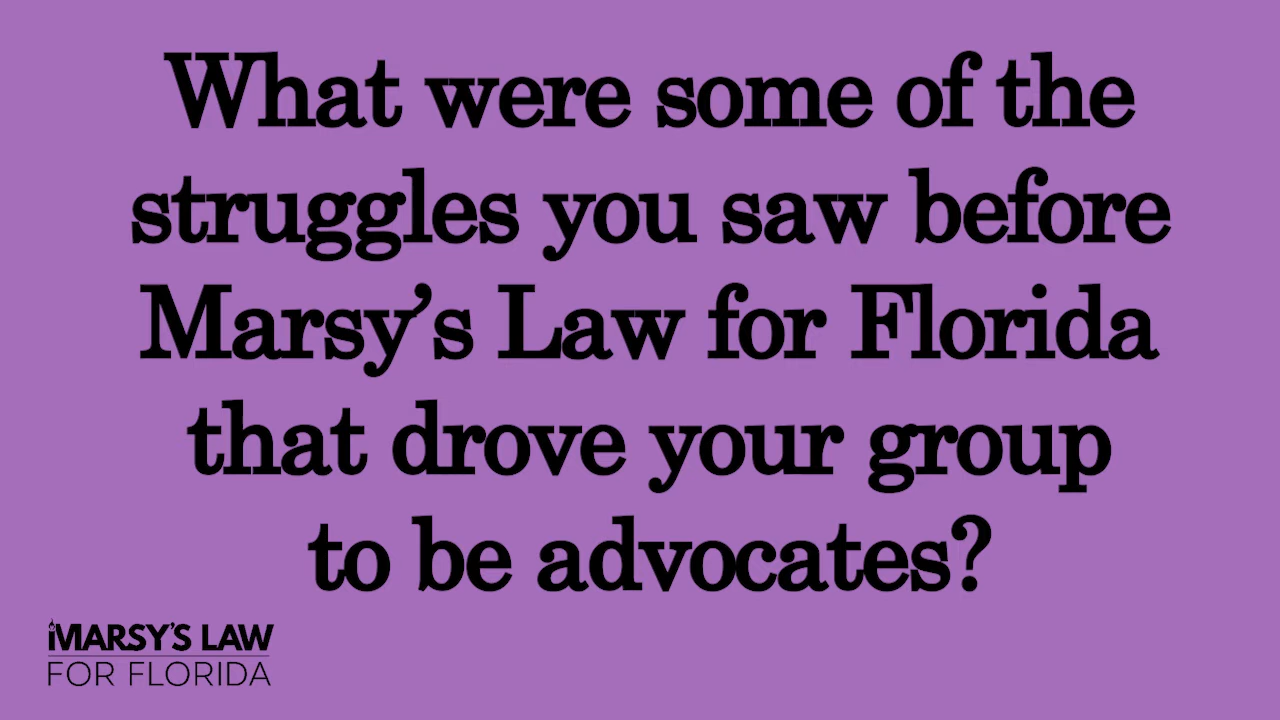 What were some of the
struggles you saw before
Marsy’s Law for Florida
that drove your group
to be advocates?
MARSY'S LAW
FOR FLORIDA